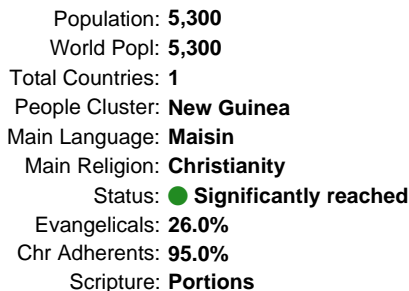 Population: 5,300
World Popl: 5,300
Total Countries: 1
People Cluster: New Guinea
Main Language: Maisin
Main Religion: Christianity
Status: Significantly reached
Evangelicals: 26.0%
Chr Adherents: 95.0%
Scripture: Portions